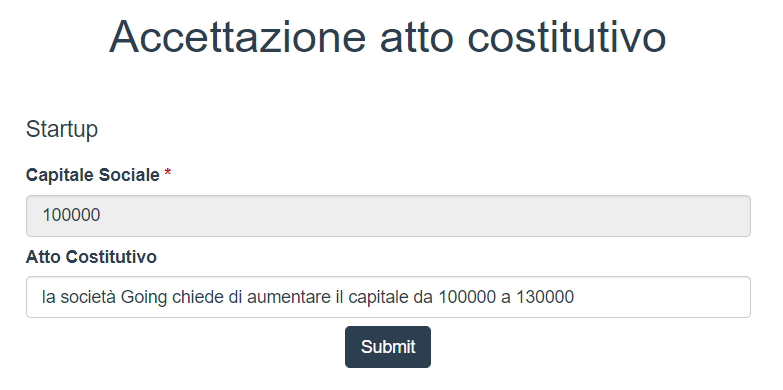 Accettazione atto costitutivo
Startup
Capitale Sociale *
100000
Atto Costitutivo
la società Going chiede di aumentare il capitale da 100000 a 130000
Submit